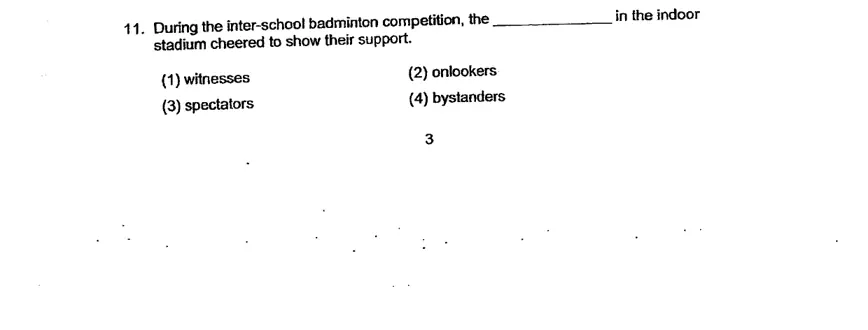 11. During the inter-school badminton competition, the ____________ in the indoor
stadium cheered to show their support.
(1) witnesses (2) onlookers
(3) spectators (4) bystanders
3